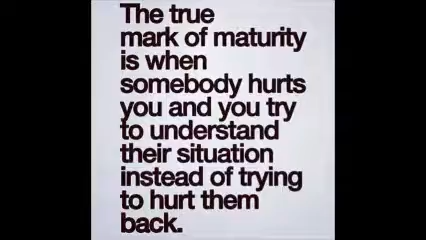 The true
mark of maturity
is when
somebody hurts
you and you try
to understand
their situation
instead of trying
to hurt them
back.